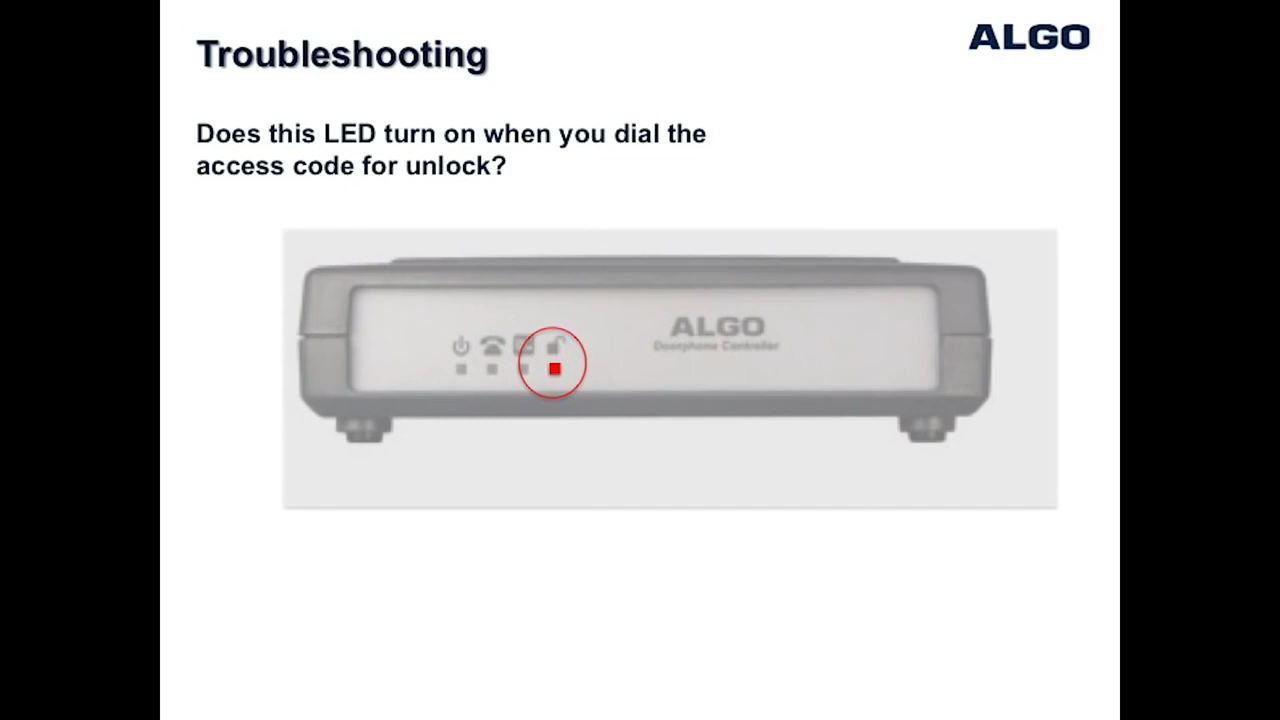 ALGO
Troubleshooting
Does this LED turn on when you dial the
access code for unlock?
ALGO
Doorphone Controller